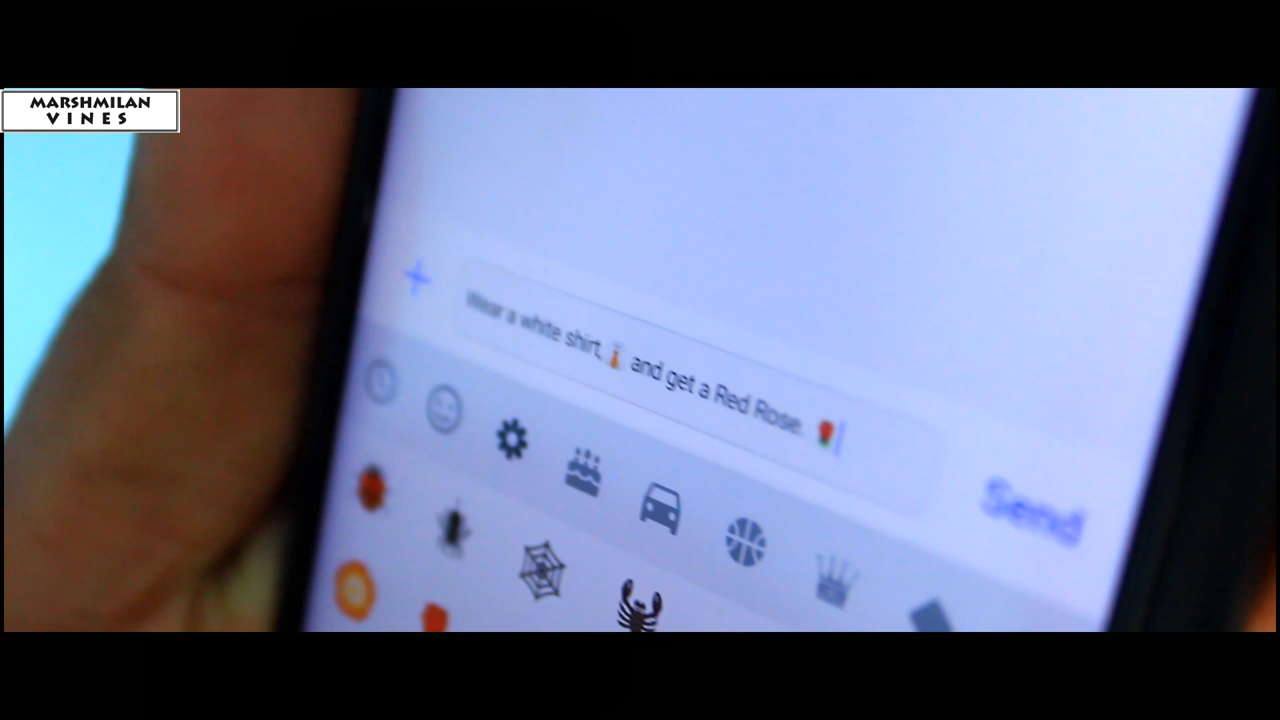 MARSHMILAN
VINES
Wear a white shirt,👔 and get a Red Rose. 🌹
Send